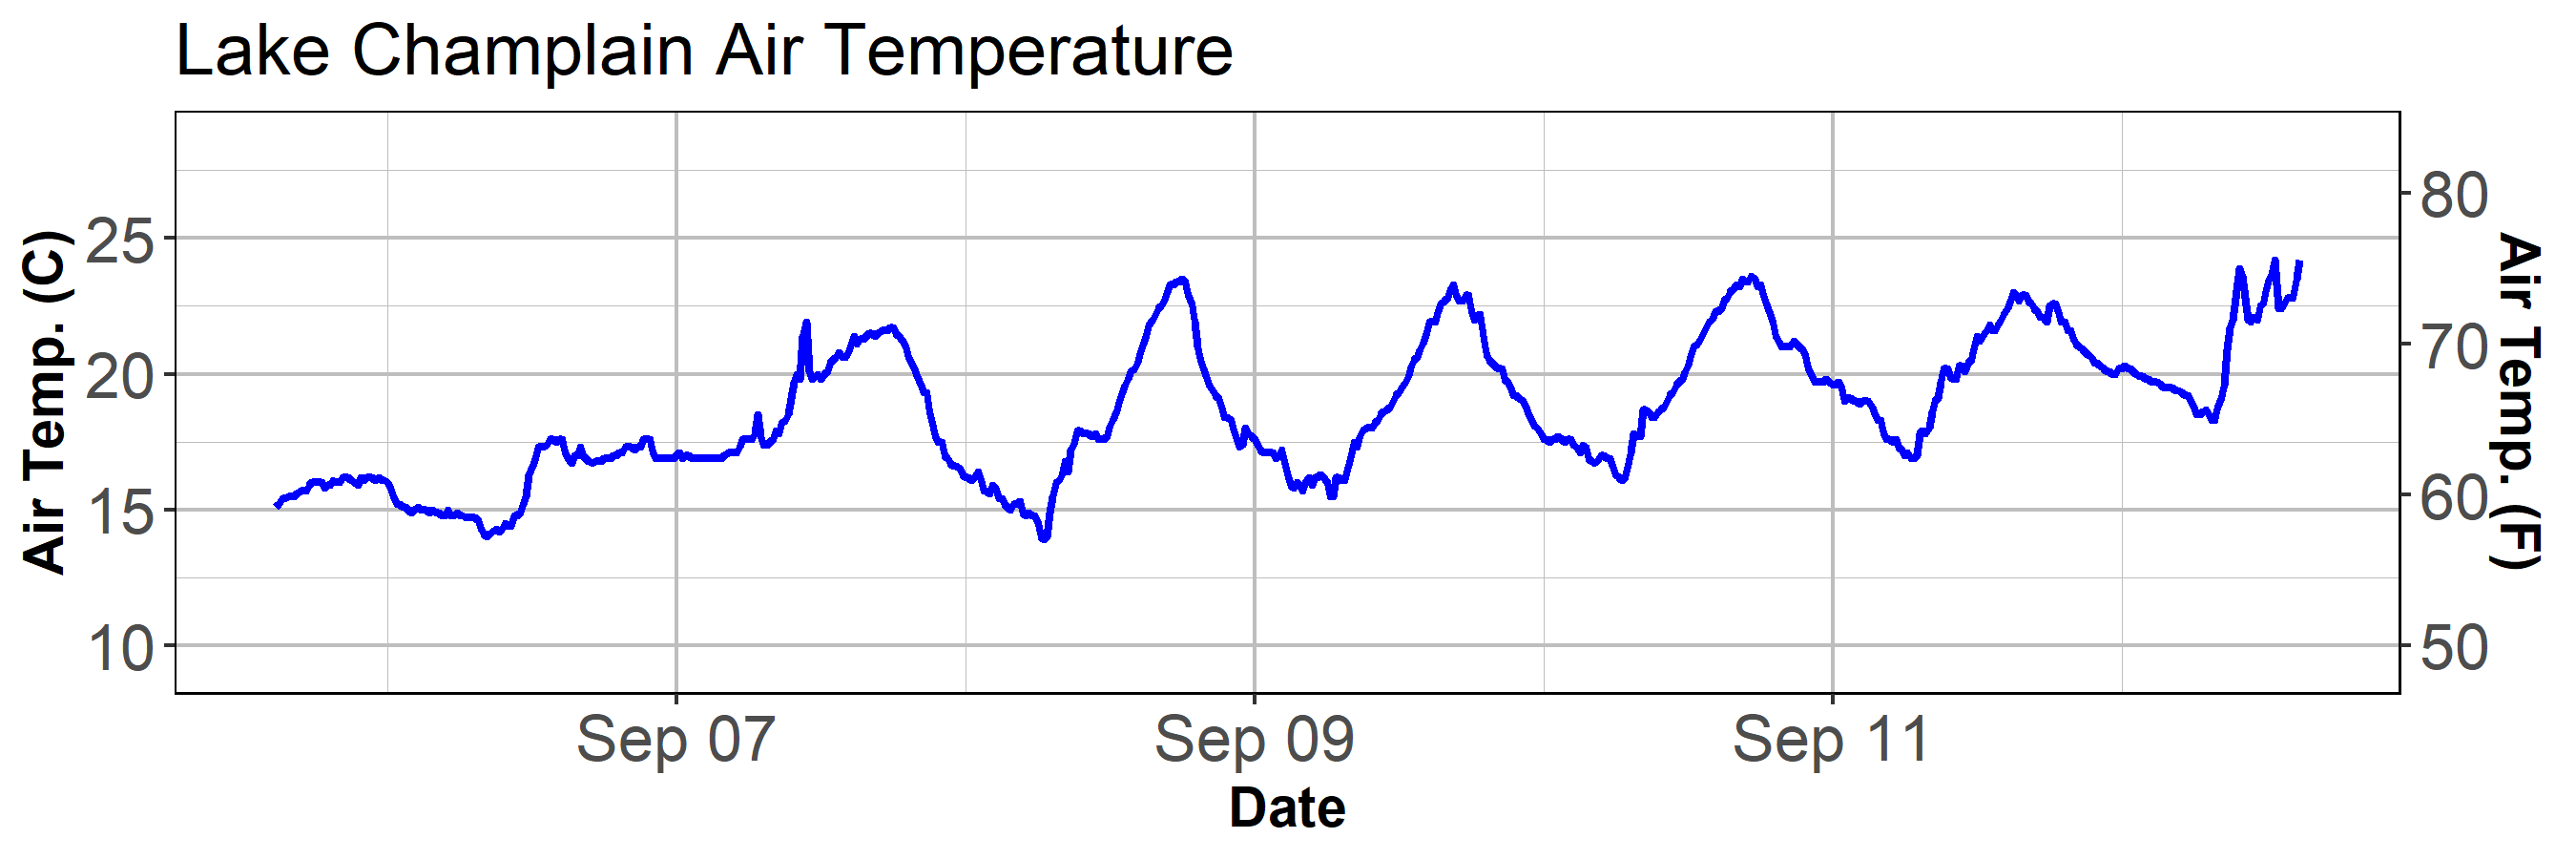 Lake Champlain Air Temperature
Air Temp. (C)
25
20
15
10
80
70
60
50
Air Temp. (F)
Sep 07
Sep 09
Sep 11
Date